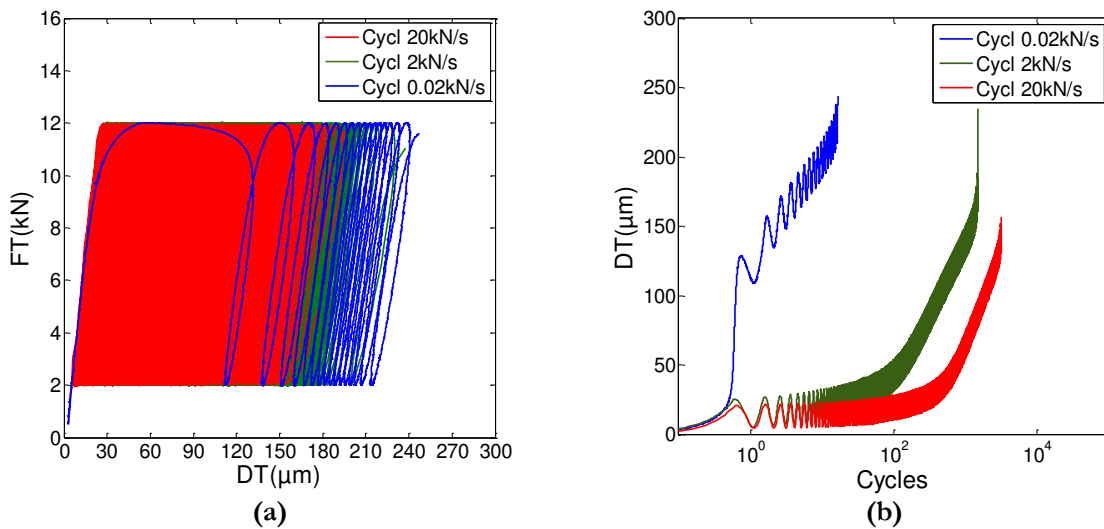 16
14
12
10
8
6
4
2
0
FT(kN)
Cycl 20kN/s
Cycl 2kN/s
Cycl 0.02kN/s
0 30 60 90 120 150 180 210 240 270 300
DT(µm)
(a)
300
250
200
150
100
50
0
DT(µm)
Cycl 0.02kN/s
Cycl 2kN/s
Cycl 20kN/s
10^0 10^2 10^4
Cycles
(b)